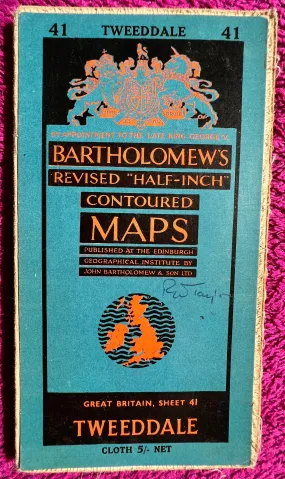 41 TWEEDDALE 41
BY APPOINTMENT TO THE LATE KING GEORGE V.
BARTHOLOMEW'S
REVISED "HALF-INCH"
CONTOURED
MAPS
PUBLISHED AT THE EDINBURGH
GEOGRAPHICAL INSTITUTE BY
JOHN BARTHOLOMEW & SON LTD
GREAT BRITAIN, SHEET 41
TWEEDDALE
CLOTH 5/- NET